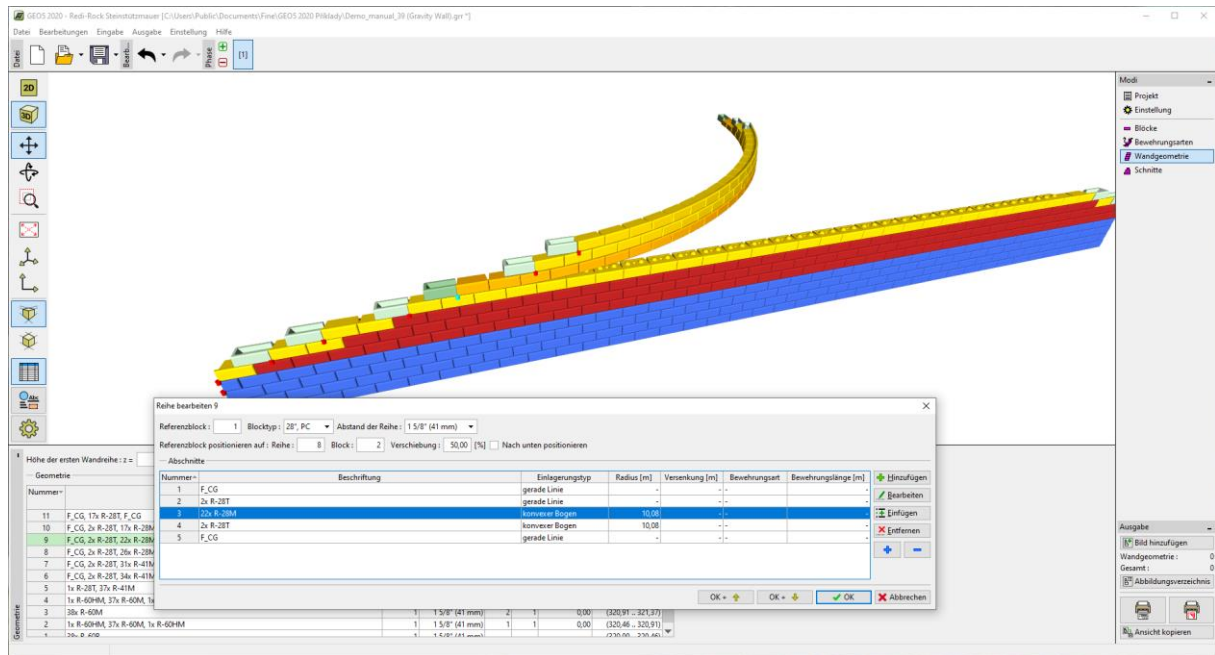 GEO5 2020 - Redi-Rock Steinstützmauer [C:\Users\Public\Documents\Fine\GEO5 2020 Příklady\Demo_manual_39 (Gravity Wall).grr *]
Datei Bearbeitungen Eingabe Ausgabe Einstellung Hilfe
Datei
Bearb...
Phase
[1]
2D
3D
Abc
Modi
Projekt
Einstellung
Blöcke
Bewehrungsarten
Wandgeometrie
Schnitte
Reihe bearbeiten 9
Referenzblock : 1 Blocktyp : 28", PC Abstand der Reihe : 1 5/8" (41 mm)
Referenzblock positionieren auf : Reihe : 8 Block : 2 Verschiebung : 50,00 [%] Nach unten positionieren
Abschnitte
Nummer Beschriftung Einlagerungstyp Radius [m] Versenkung [m] Bewehrungsart Bewehrungslänge [m]
1 F_CG gerade Linie - - - -
2 2x R-28T gerade Linie - - - -
3 22x R-28M konvexer Bogen 10,08 - - -
4 2x R-28T konvexer Bogen 10,08 - - -
5 F_CG gerade Linie - - - -
Hinzufügen
Bearbeiten
Einfügen
Entfernen
OK + OK + OK Abbrechen
Höhe der ersten Wandreihe : z =
Geometrie
Nummer
11 F_CG, 17x R-28T, F_CG
10 F_CG, 2x R-28T, 17x R-28M
9 F_CG, 2x R-28T, 22x R-28M
8 F_CG, 2x R-28T, 26x R-28M
7 F_CG, 2x R-28T, 31x R-41M
6 F_CG, 2x R-28T, 34x R-41M
5 1x R-28T, 37x R-41M
4 1x R-60HM, 37x R-60M, 1x
3 38x R-60M 1 1 5/8" (41 mm) 2 1 0,00 (320,91 .. 321,37)
2 1x R-60HM, 37x R-60M, 1x R-60HM 1 1 5/8" (41 mm) 1 1 0,00 (320,46 .. 320,91)
Geometrie
Ausgabe
Bild hinzufügen
Wandgeometrie : 0
Gesamt : 0
Abbildungsverzeichnis
Ansicht kopieren